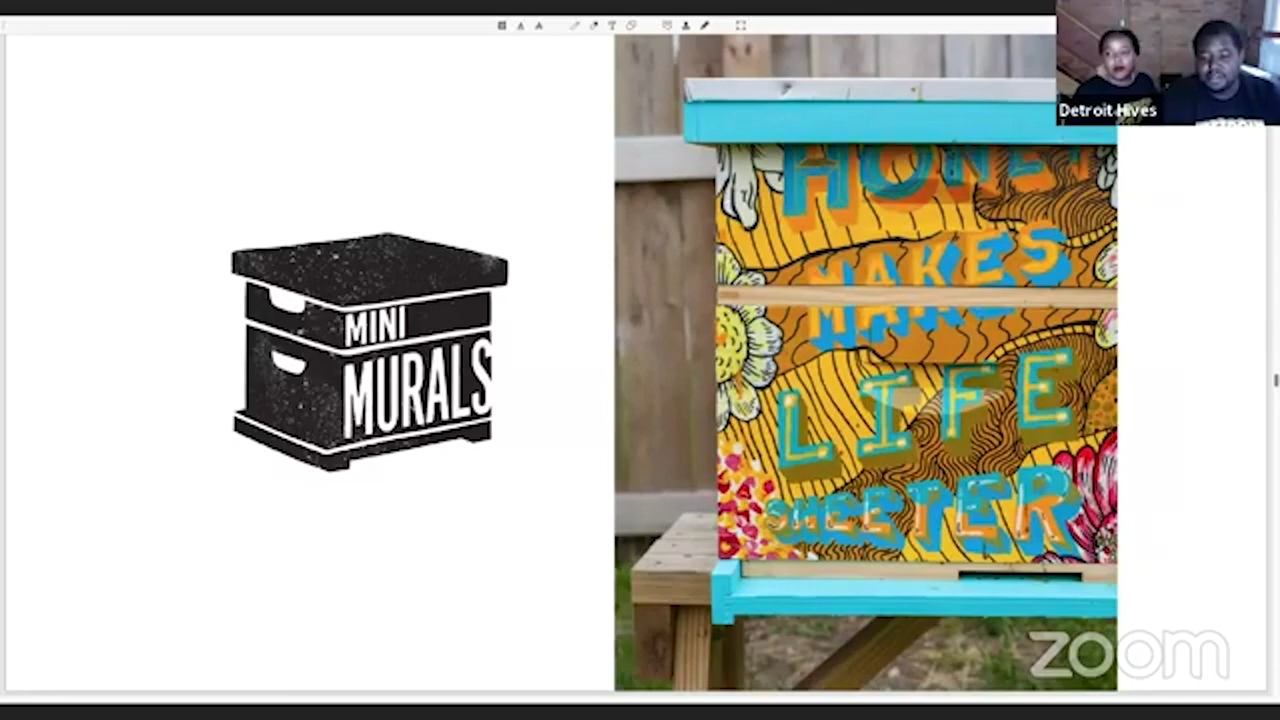 Detroit Hives
MINI
MURALS
HONEY
MAKES
LIFE
SWEETER
zoom